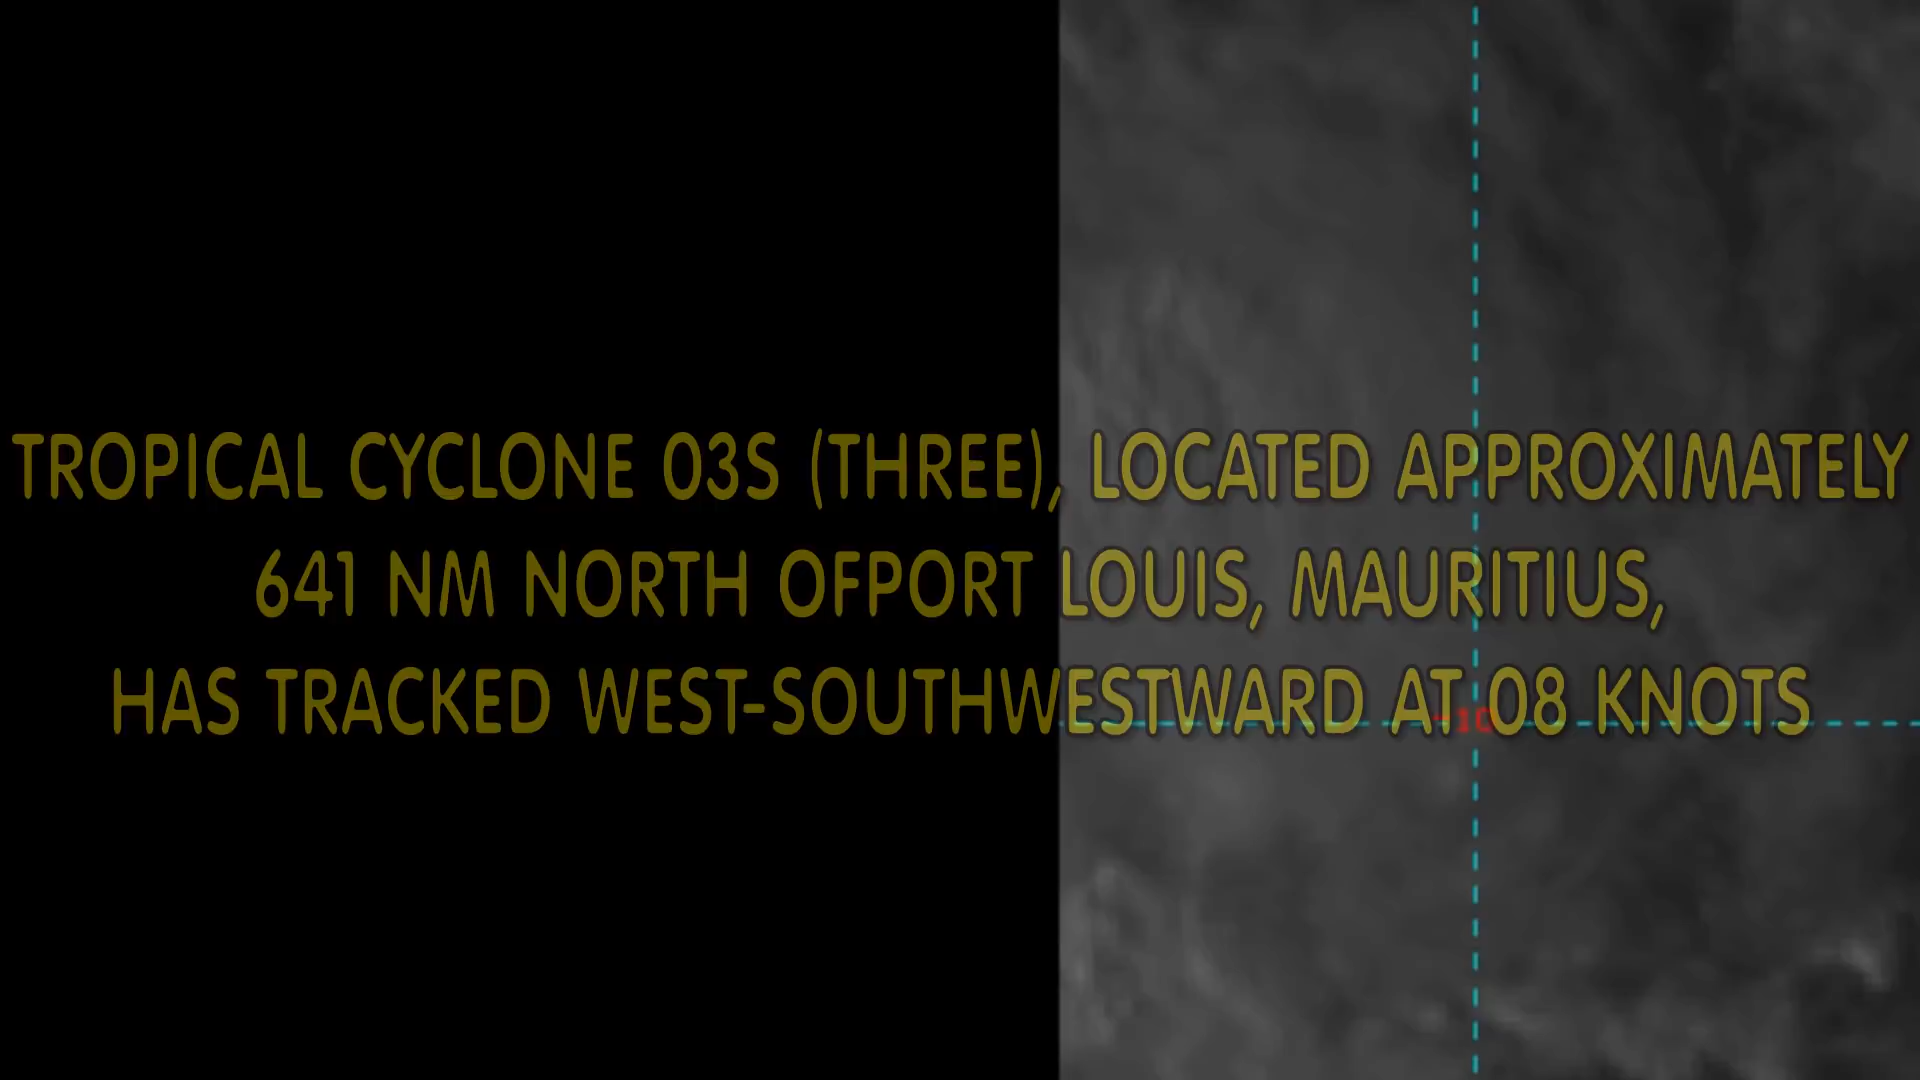 TROPICAL CYCLONE 03S (THREE), LOCATED APPROXIMATELY
641 NM NORTH OFPORT LOUIS, MAURITIUS,
HAS TRACKED WEST-SOUTHWESTWARD AT 08 KNOTS
-10